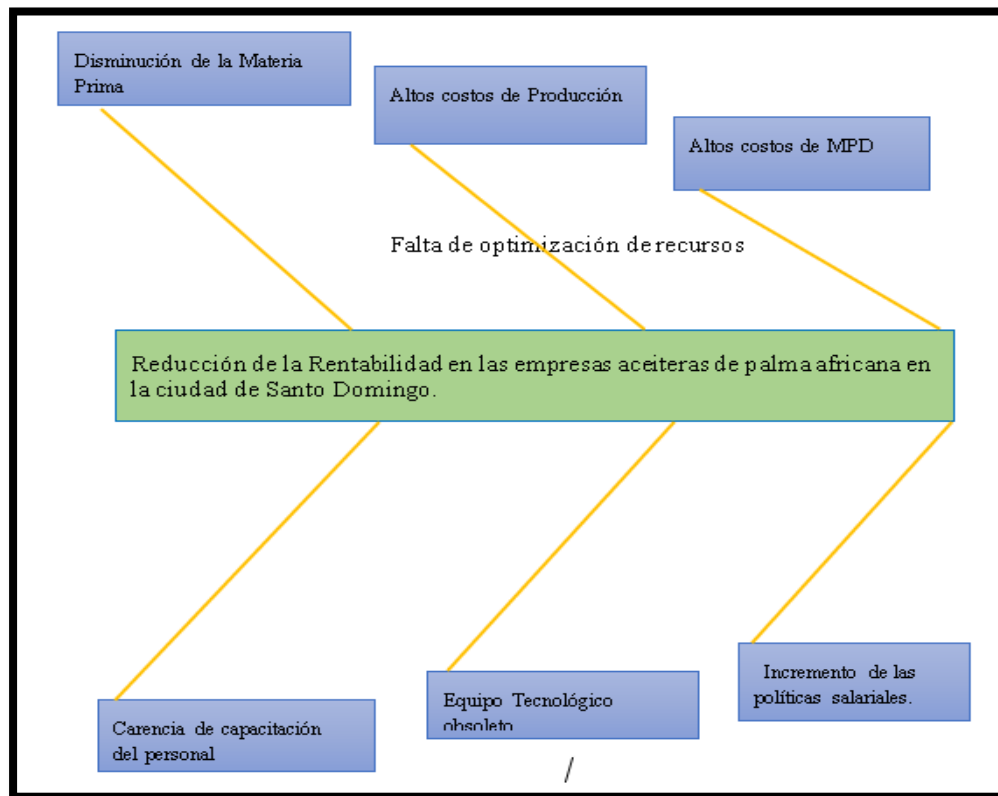 Disminución de la Materia
Prima
Altos costos de Producción
Altos costos de MPD
Falta de optimización de recursos
Reducción de la Rentabilidad en las empresas aceiteras de palma africana en
la ciudad de Santo Domingo.
Carencia de capacitación
del personal
Equipo Tecnológico
obsoleto
Incremento de las
políticas salariales.
/